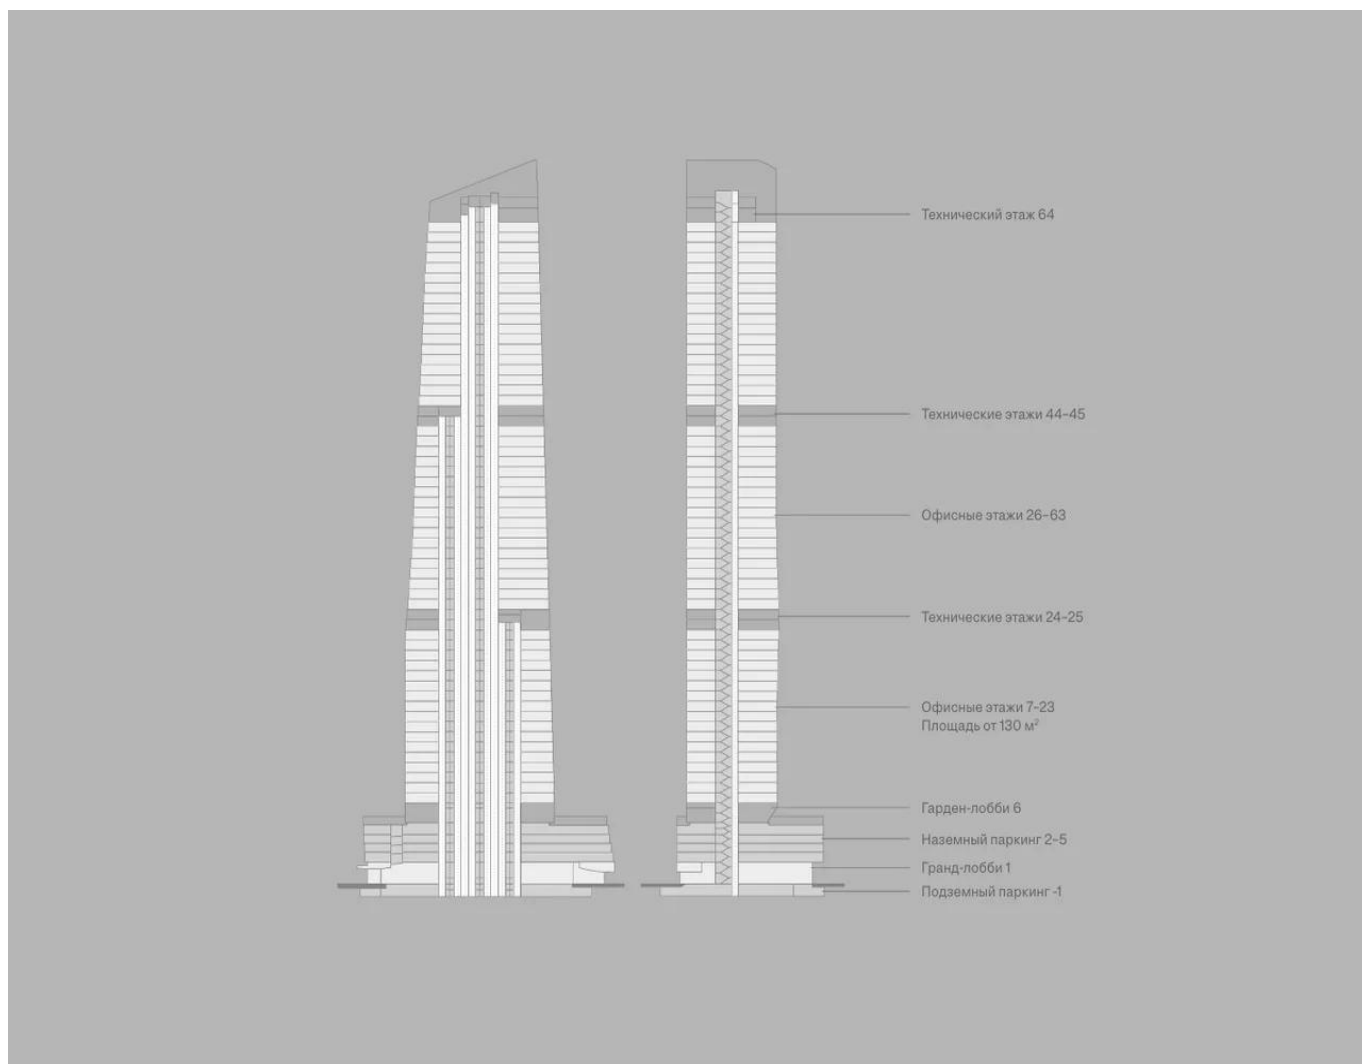 Технический этаж 64
Технические этажи 44–45
Офисные этажи 26–63
Технические этажи 24–25
Офисные этажи 7–23
Площадь от 130 м²
Гарден-лобби 6
Наземный паркинг 2–5
Гранд-лобби 1
Подземный паркинг -1